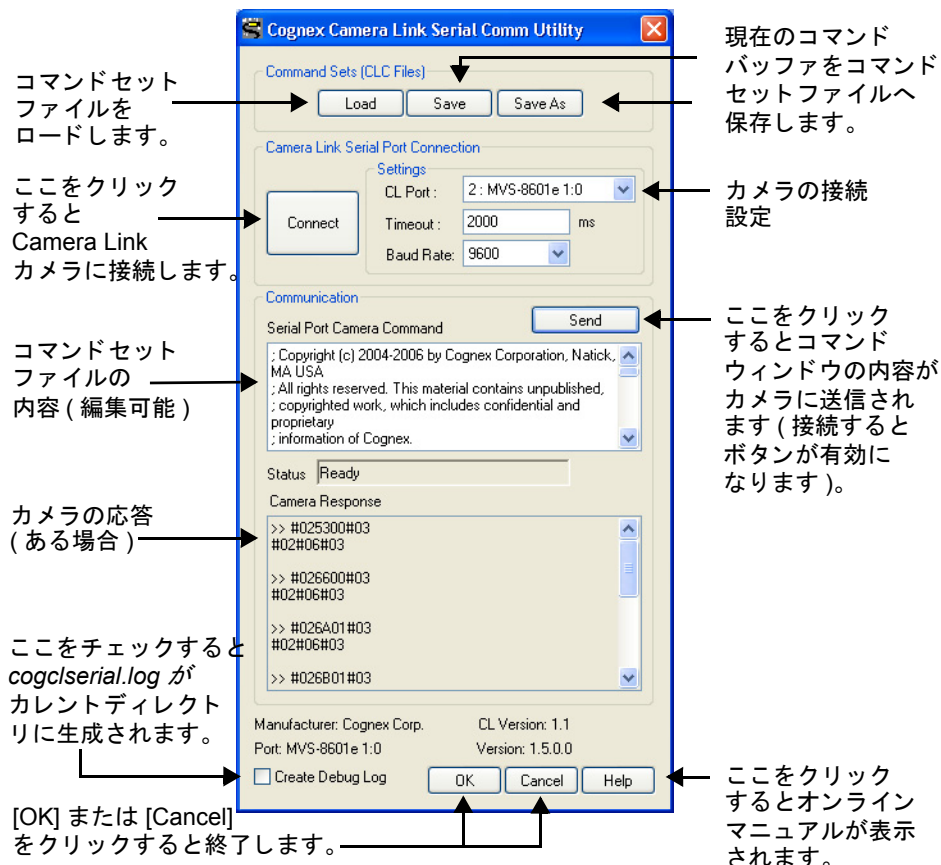 Cognex Camera Link Serial Comm Utility
現在のコマンド
バッファをコマンド
セットファイルへ
保存します。
コマンドセット
ファイルを
ロードします。
Command Sets (CLC Files)
Load
Save
Save As
Camera Link Serial Port Connection
ここをクリック
すると
Camera Link
カメラに接続します。
Connect
Settings
CL Port :
2 : MVS-8601e 1:0
Timeout :
2000
ms
Baud Rate:
9600
カメラの接続
設定
Communication
Serial Port Camera Command
Send
ここをクリック
するとコマンド
ウィンドウの内容が
カメラに送信され
ます ( 接続すると
ボタンが有効に
なります )。
コマンドセット
ファイルの
内容 ( 編集可能 )
; Copyright (c) 2004-2006 by Cognex Corporation, Natick,
MA USA
; All rights reserved. This material contains unpublished,
; copyrighted work, which includes confidential and
proprietary
; information of Cognex.
Status
Ready
Camera Response
カメラの応答
( ある場合 )
>> #025300#03
#02#06#03
>> #026600#03
#02#06#03
>> #026A01#03
#02#06#03
>> #026B01#03
ここをチェックすると
cogclserial.log が
カレントディレクト
リに生成されます。
Manufacturer: Cognex Corp.
CL Version: 1.1
Port: MVS-8601e 1:0
Version: 1.5.0.0
Create Debug Log
OK
Cancel
Help
[OK] または [Cancel]
をクリックすると終了します。
ここをクリック
するとオンライン
マニュアルが表示
されます。